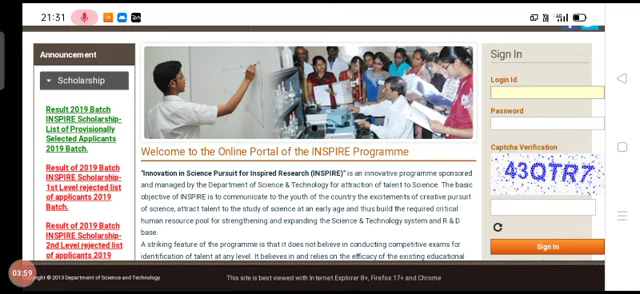 21:31
Announcement
Scholarship
Result 2019 Batch
INSPIRE Scholarship-
List of Provisionally
Selected Applicants
2019 Batch.
Result of 2019 Batch
INSPIRE Scholarship-
1st Level rejected list
of applicants 2019
Batch.
Result of 2019 Batch
INSPIRE Scholarship-
2nd Level rejected list
of applicants 2019
Welcome to the Online Portal of the INSPIRE Programme
"Innovation in Science Pursuit for Inspired Research (INSPIRE)" is an innovative programme sponsored
and managed by the Department of Science & Technology for attraction of talent to Science. The basic
objective of INSPIRE is to communicate to the youth of the country the excitements of creative pursuit
of science, attract talent to the study of science at an early age and thus build the required critical
human resource pool for strengthening and expanding the Science & Technology system and R & D
base.
A striking feature of the programme is that it does not believe in conducting competitive exams for
identification of talent at any level. It believes in and relies on the efficacy of the existing educational
Sign In
Login Id
Password
Captcha Verification
43QTR7
Sign In
03:59
ght © 2013 Department of Science and Technology
This site is best viewed with Internet Explorer 8+, Firefox 17+ and Chrome